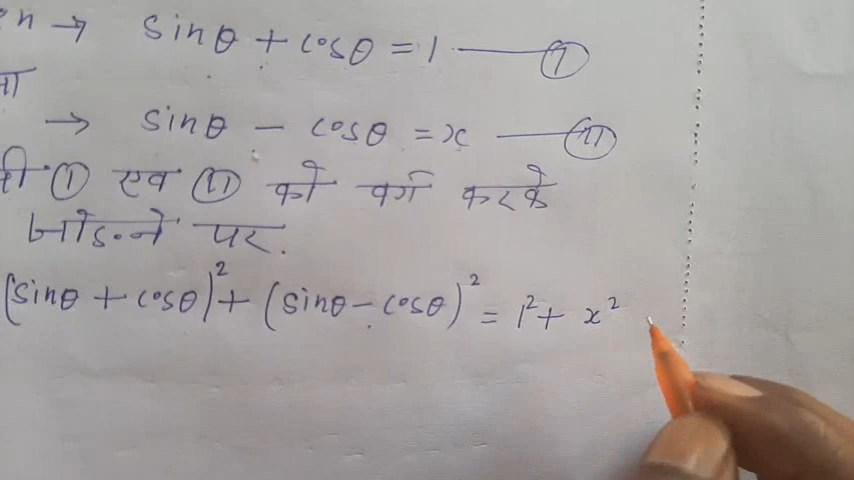 → sinθ + cosθ = 1 —— (I)
→ sinθ - cosθ = x —— (II)
(I) एवं (II) को वर्ग करके
जोड़ने पर.
(sinθ + cosθ)² + (sinθ - cosθ)² = 1² + x²